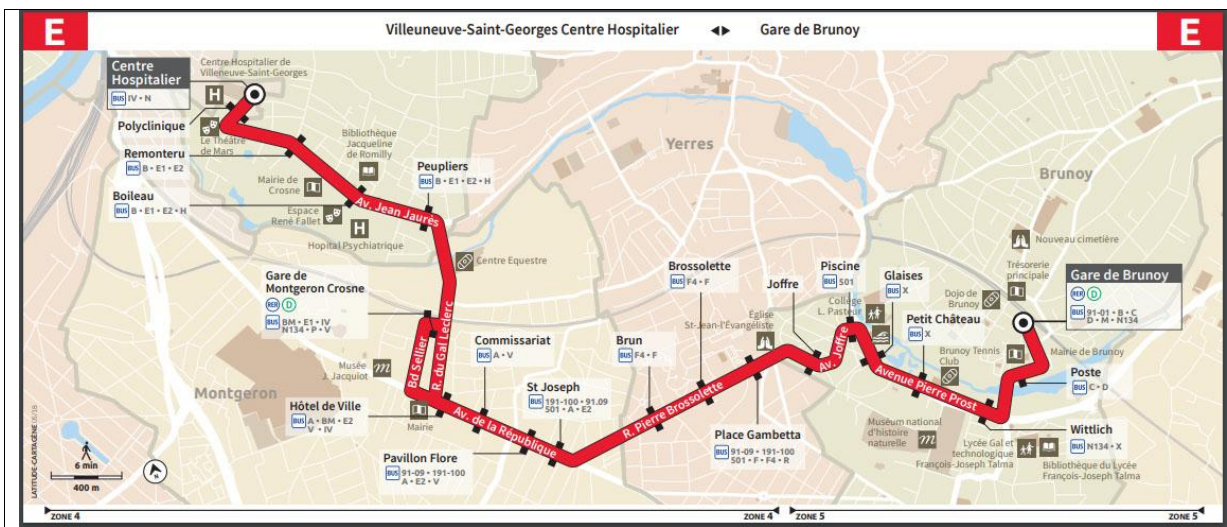 E
Villeuneuve-Saint-Georges Centre Hospitalier ◄► Gare de Brunoy
E
Centre
Hospitalier
BUS IV • N
Centre Hospitalier de
Villeneuve-Saint-Georges
H
Polyclinique
Le Théâtre
de Mars
Remonteru
BUS B • E1 • E2
Bibliothèque
Jacqueline
de Romilly
Mairie de
Crosne
Boileau
BUS B • E1 • E2 • H
Espace
René Fallet
H
Hopital Psychiatrique
Av. Jean Jaurès
Peupliers
BUS B • E1 • E2 • H
Centre Equestre
Gare de
Montgeron Crosne
RER D
BUS BM • E1 • IV
N134 • P • V
Bd Sellier
R. du Gal Leclerc
Musée
J. Jacquiot
Montgeron
Hôtel de Ville
BUS A • BM • E2
V • IV
Mairie
Commissariat
BUS A • V
Av. de la République
Pavillon Flore
BUS 91-09 • 191-100
A • E2 • V
St Joseph
BUS 191-100 • 91.09
501 • A • E2
Brun
BUS F4 • F
R. Pierre Brossolette
Yerres
Brossolette
BUS F4 • F
Église
St-Jean-l'Evangéliste
Place Gambetta
BUS 91-09 • 191-100
501 • F • F4 • R
Joffre
Av. Joffre
Piscine
BUS 501
Collège
L. Pasteur
Glaises
BUS X
Petit Château
BUS X
Avenue Pierre Prost
Brunoy
Nouveau cimetière
Trésorerie
principale
Dojo de
Brunoy
Gare de Brunoy
RER D
BUS 91-01 • B • C
D • M • N134
Brunoy Tennis
Club
Mairie de Brunoy
Poste
BUS C • D
Wittlich
BUS N134 • X
Muséum national
d'histoire
naturelle
Lycée Gal et
technologique
François-Joseph Talma
Bibliothèque du Lycée
François-Joseph Talma
6 min
400 m
N
LATITUDE-CARTAGÈNE
ZONE 4
ZONE 4
ZONE 5
ZONE 5